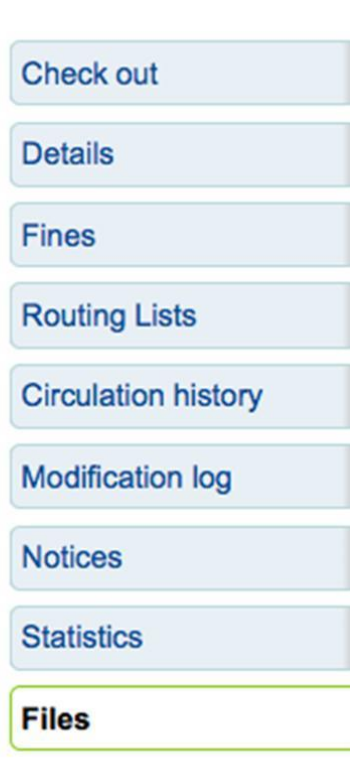 Check out
Details
Fines
Routing Lists
Circulation history
Modification log
Notices
Statistics
Files